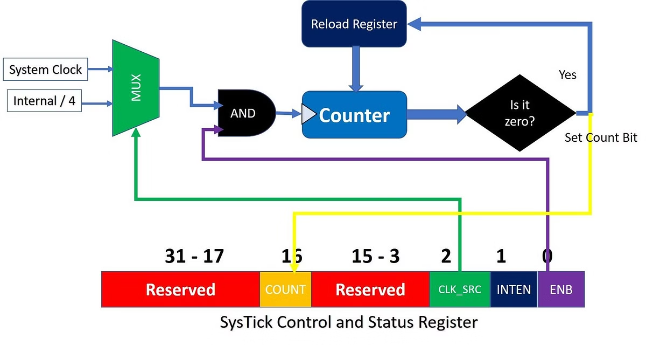 Reload Register
System Clock
Internal / 4
MUX
AND
Counter
Is it
zero?
Yes
Set Count Bit
31 - 17
16
15 - 3
2
1
0
Reserved
COUNT
Reserved
CLK_SRC
INTEN
ENB
SysTick Control and Status Register